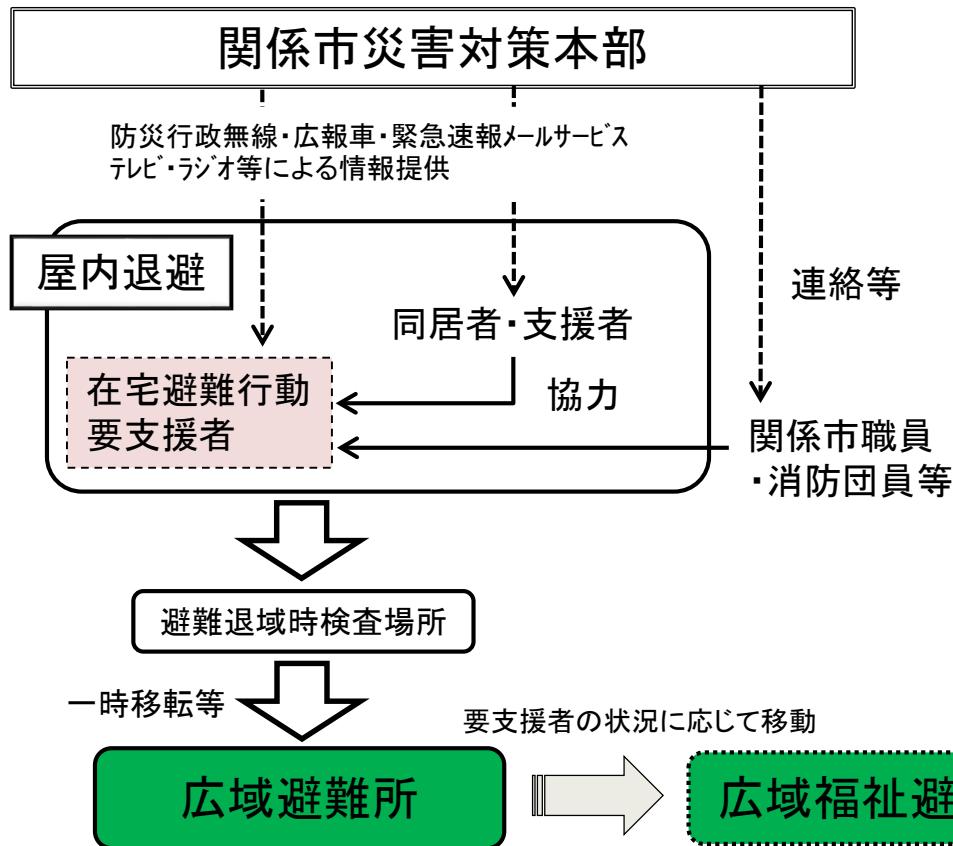 関係市災害対策本部
防災行政無線・広報車・緊急速報メールサービス
テレビ・ラジオ等による情報提供
屋内退避
連絡等
同居者・支援者
在宅避難行動
要支援者
協力
関係市職員
・消防団員等
避難退域時検査場所
一時移転等
要支援者の状況に応じて移動
広域避難所
広域福祉避